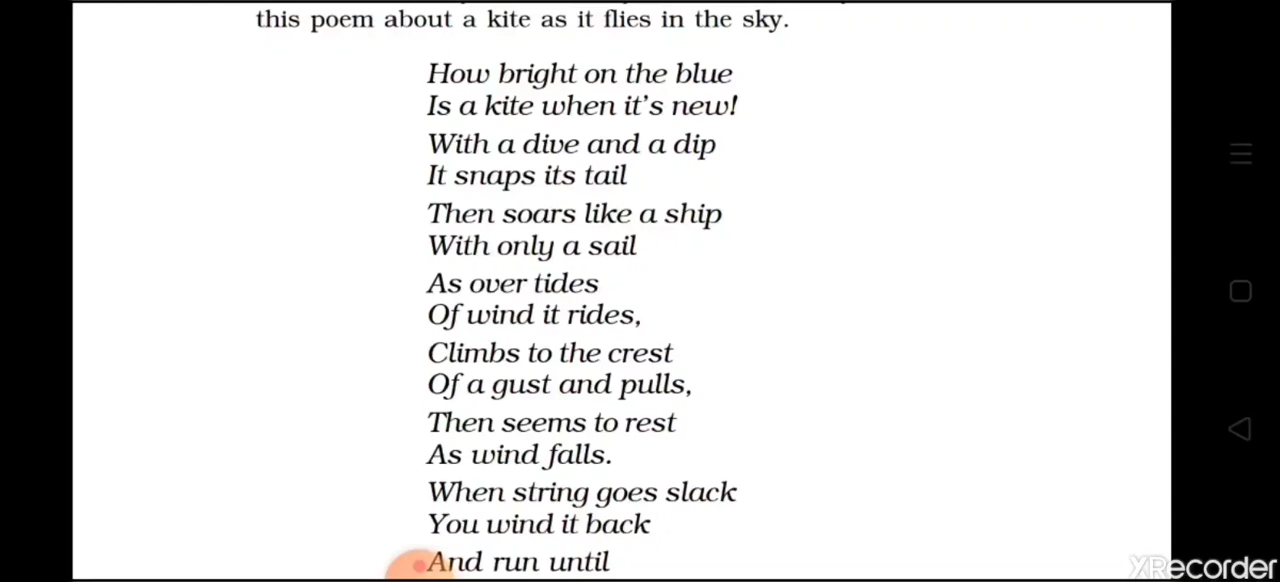 this poem about a kite as it flies in the sky.
How bright on the blue
Is a kite when it's new!
With a dive and a dip
It snaps its tail
Then soars like a ship
With only a sail
As over tides
Of wind it rides,
Climbs to the crest
Of a gust and pulls,
Then seems to rest
As wind falls.
When string goes slack
You wind it back
And run until
XRecorder